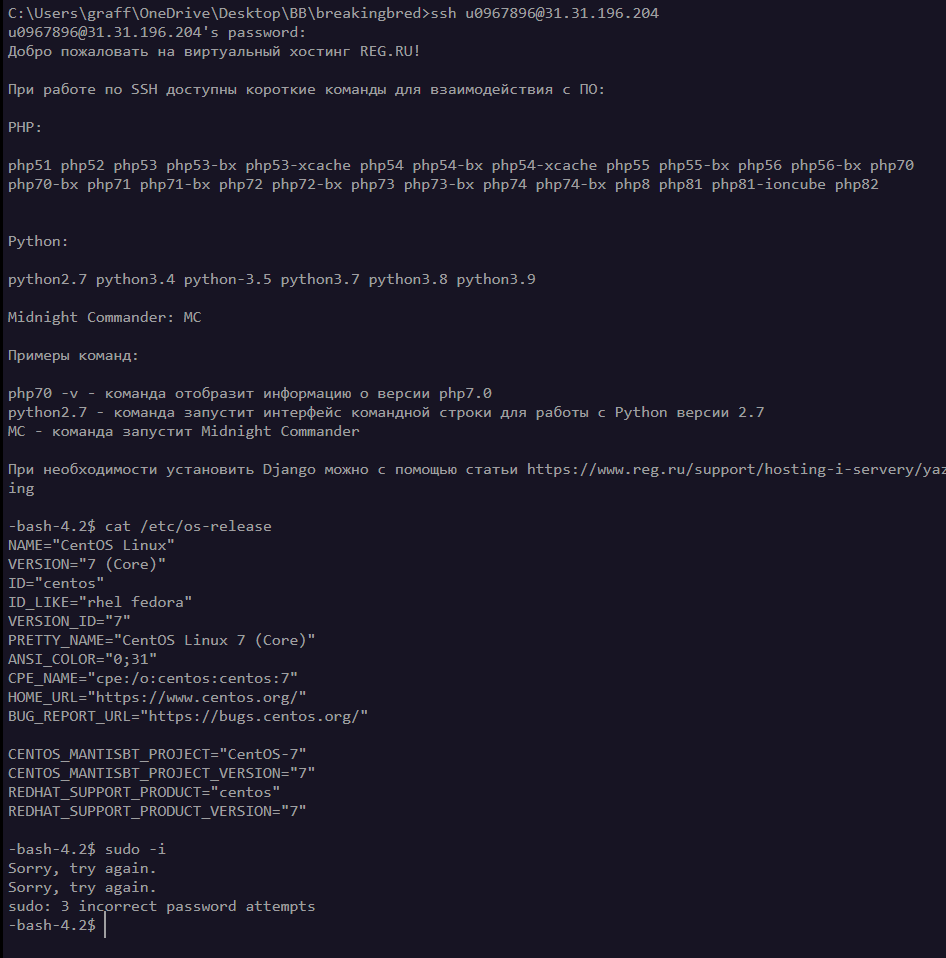 C:\Users\graff\OneDrive\Desktop\BB\breakingbred>ssh u0967896@31.31.196.204
u0967896@31.31.196.204's password:
Добро пожаловать на виртуальный хостинг REG.RU!
При работе по SSH доступны короткие команды для взаимодействия с ПО:
PHP:
php51 php52 php53 php53-bx php53-xcache php54 php54-bx php54-xcache php55 php55-bx php56 php56-bx php70
php70-bx php71 php71-bx php72 php72-bx php73 php73-bx php74 php74-bx php8 php81 php81-ioncube php82
Python:
python2.7 python3.4 python-3.5 python3.7 python3.8 python3.9
Midnight Commander: MC
Примеры команд:
php70 -v - команда отобразит информацию о версии php7.0
python2.7 - команда запустит интерфейс командной строки для работы с Python версии 2.7
MC - команда запустит Midnight Commander
При необходимости установить Django можно с помощью статьи https://www.reg.ru/support/hosting-i-servery/yaz
ing
-bash-4.2$ cat /etc/os-release
NAME="CentOS Linux"
VERSION="7 (Core)"
ID="centos"
ID_LIKE="rhel fedora"
VERSION_ID="7"
PRETTY_NAME="CentOS Linux 7 (Core)"
ANSI_COLOR="0;31"
CPE_NAME="cpe:/o:centos:centos:7"
HOME_URL="https://www.centos.org/"
BUG_REPORT_URL="https://bugs.centos.org/"
CENTOS_MANTISBT_PROJECT="CentOS-7"
CENTOS_MANTISBT_PROJECT_VERSION="7"
REDHAT_SUPPORT_PRODUCT="centos"
REDHAT_SUPPORT_PRODUCT_VERSION="7"
-bash-4.2$ sudo -i
Sorry, try again.
Sorry, try again.
sudo: 3 incorrect password attempts
-bash-4.2$